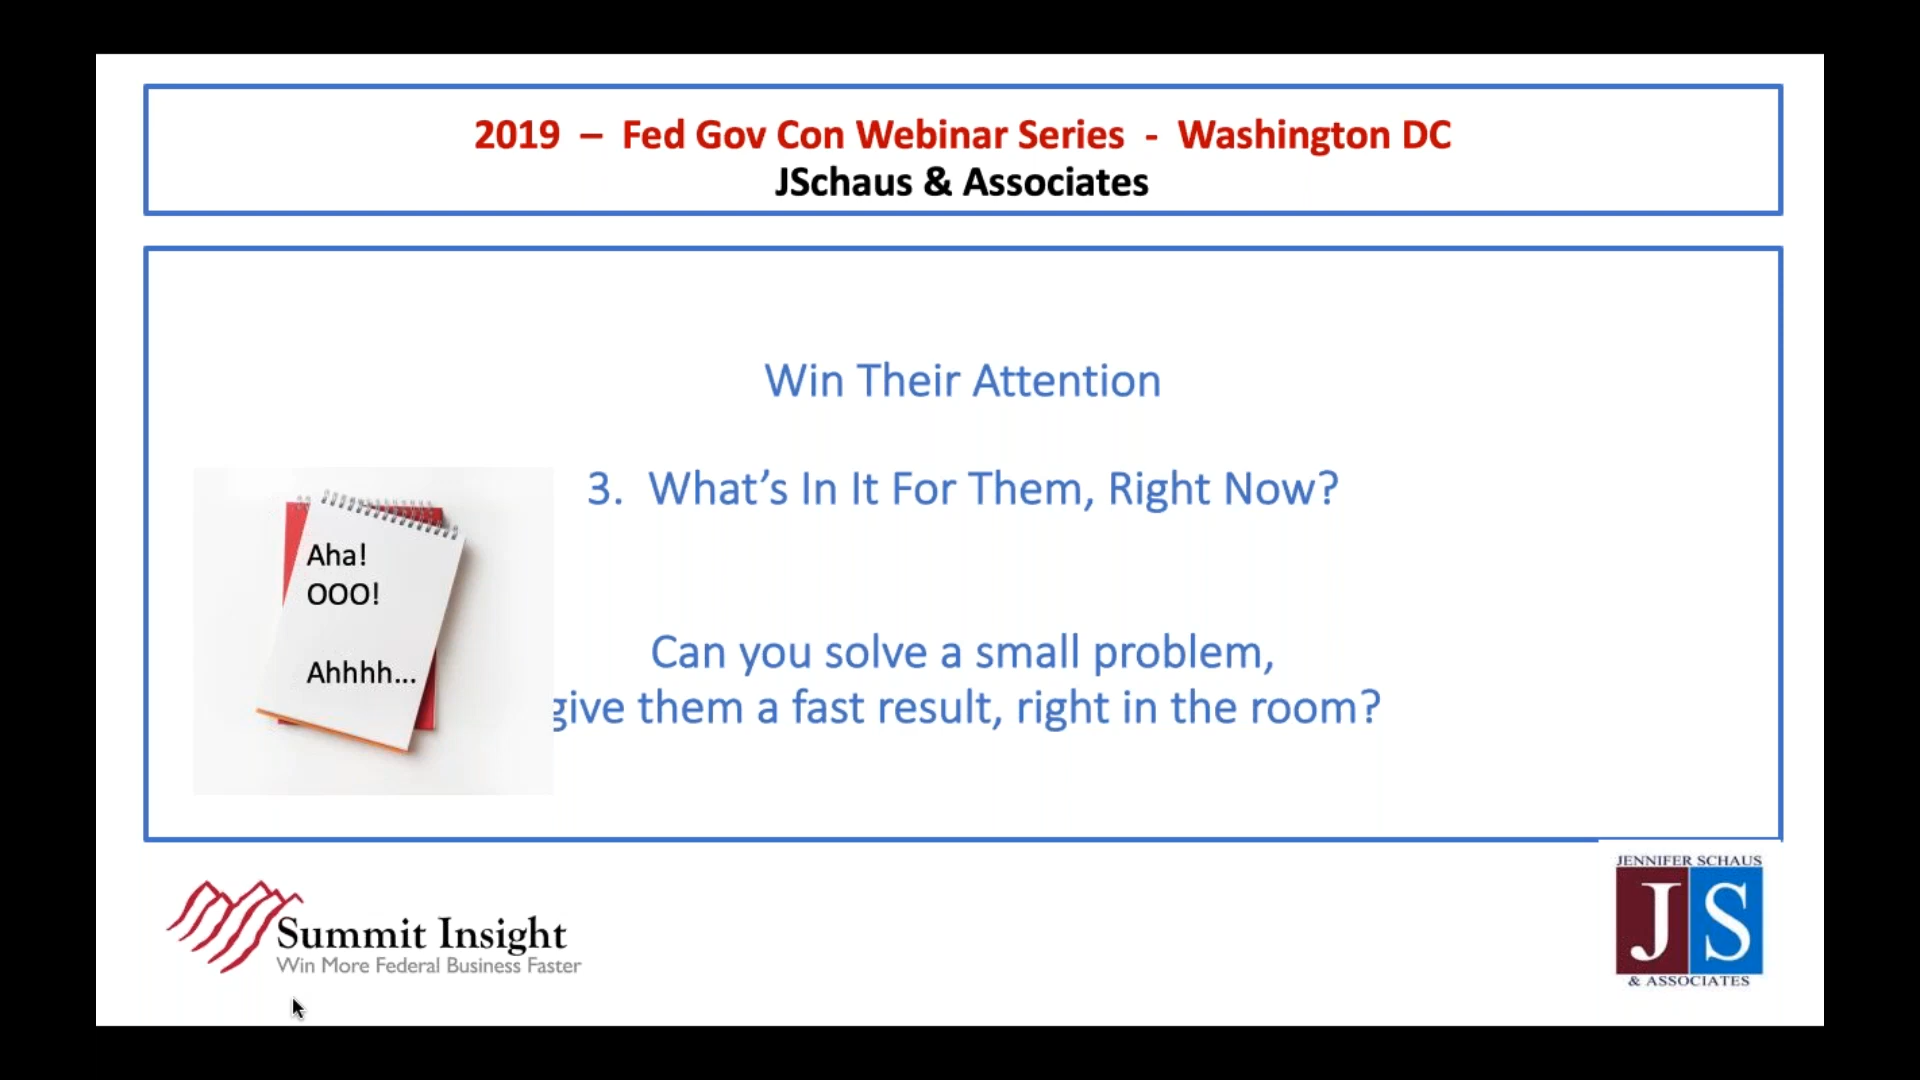 2019 – Fed Gov Con Webinar Series - Washington DC
JSchaus & Associates
Win Their Attention
3. What's In It For Them, Right Now?
Aha!
OOO!
Ahhhh...
Can you solve a small problem,
give them a fast result, right in the room?
Summit Insight
Win More Federal Business Faster
JENNIFER SCHAUS
JS
& ASSOCIATES